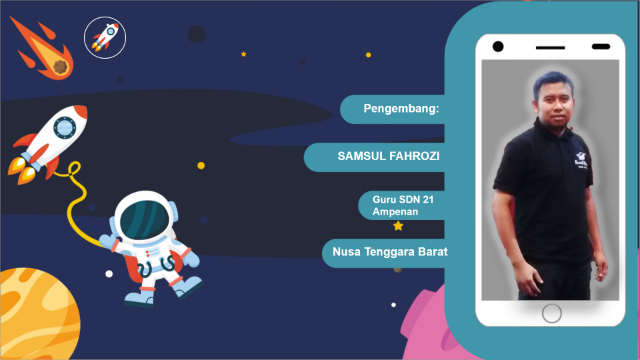 Pengembang:
SAMSUL FAHROZI
Guru SDN 21
Ampenan
Nusa Tenggara Barat